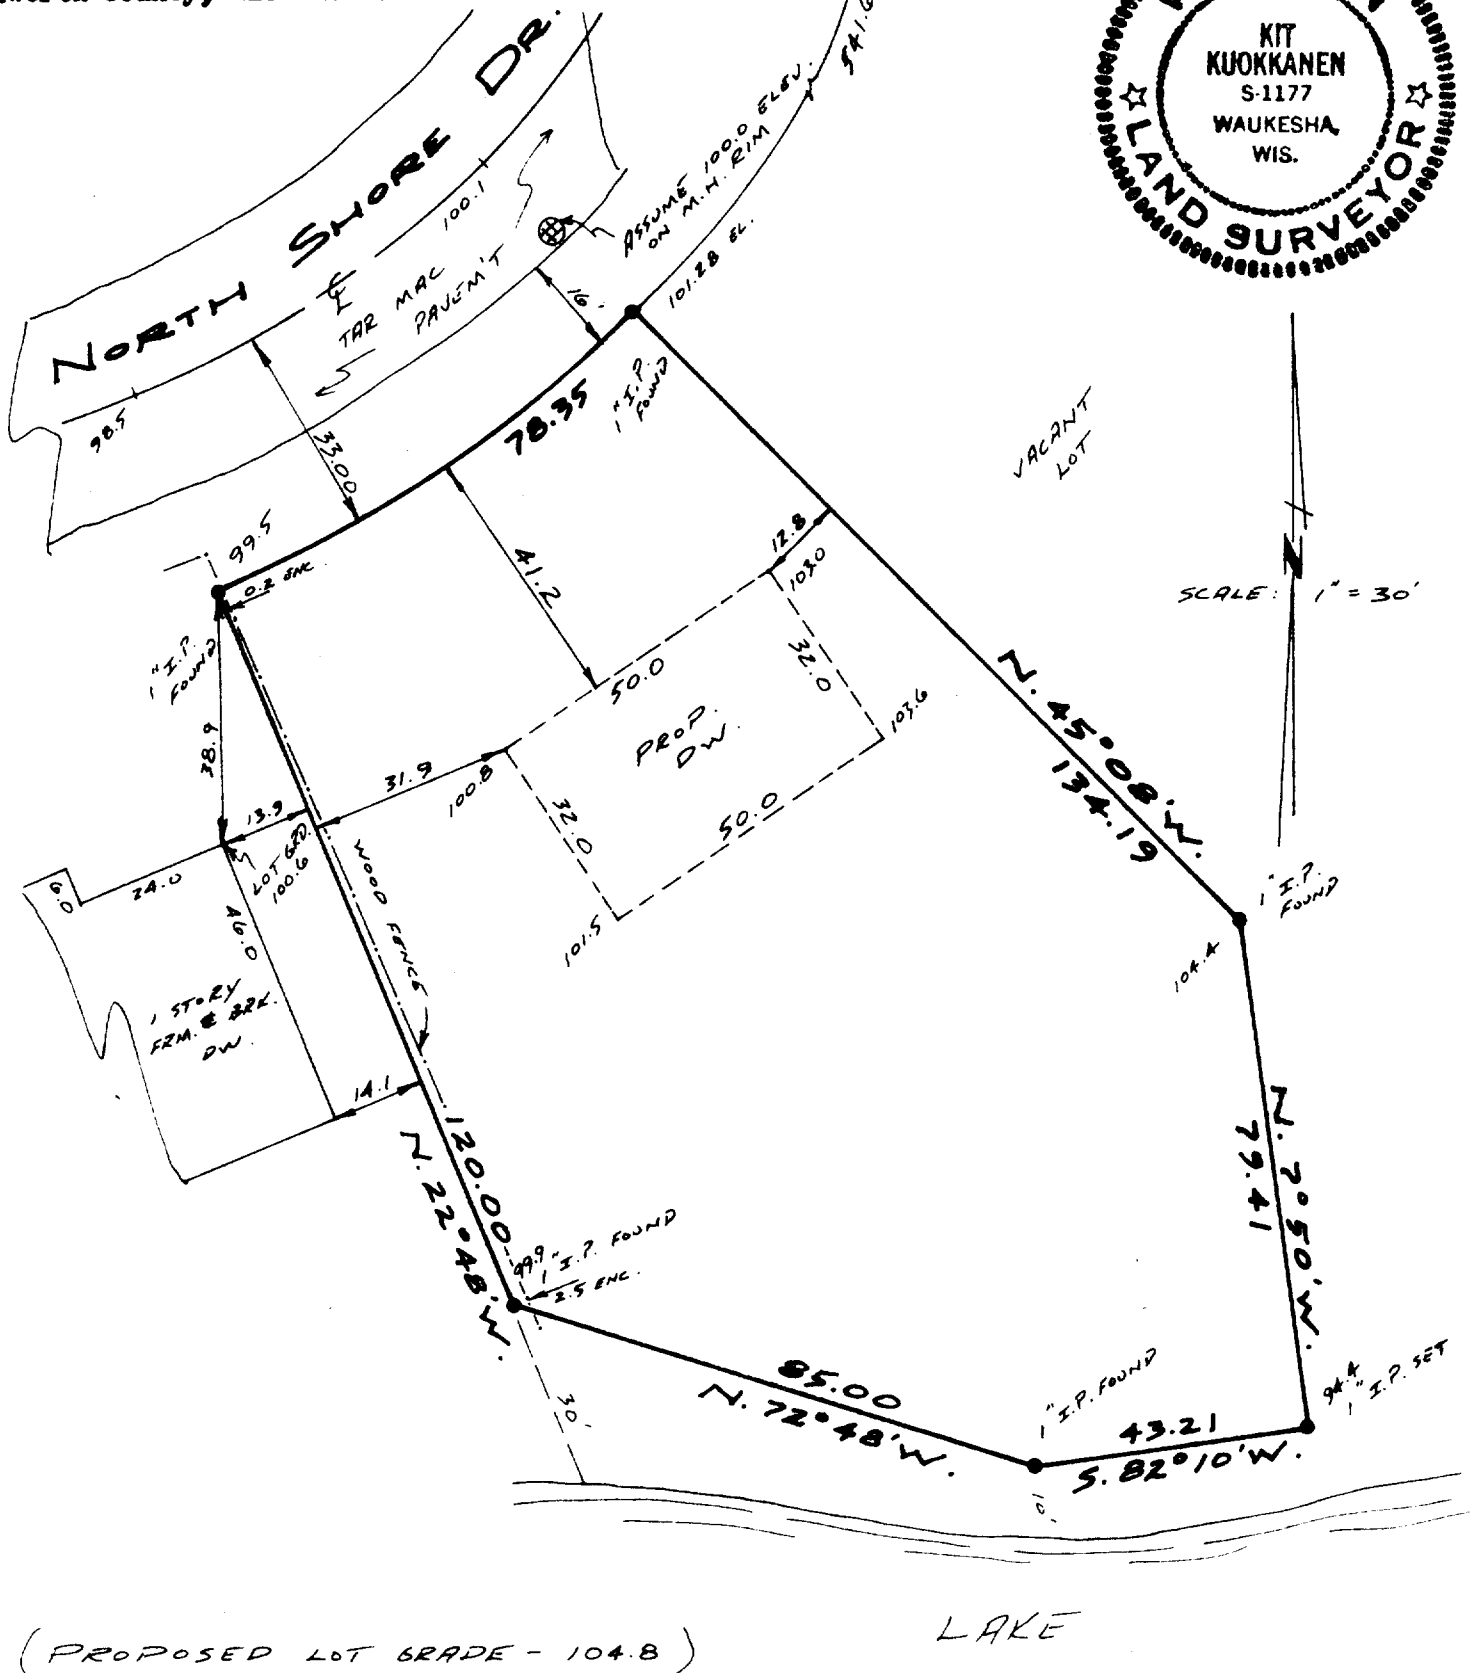 NORTH SHORE DR.
541.6
KIT
KUOKKANEN
S-1177
WAUKESHA,
WIS.
LAND SURVEYOR
ASSUME 100.0 ELEV.
ON M.H. RIM
100.1
℄
TAR MAC
PAVEM'T
98.5
33.00
16.
101.28 EL.
1" I.P.
FOUND
78.35
VACANT
LOT
N
SCALE: 1" = 30'
99.5
0.2 ENC.
1" I.P.
FOUND
41.2
12.8
103.0
50.0
32.0
PROP.
DW.
103.6
38.9
31.9
100.8
13.9
LOT GRD.
100.6
32.0
50.0
101.5
WOOD FENCE
24.0
6.0
46.0
1 STORY
FRM. & BRK.
DW.
14.1
N. 45°08'W.
134.19
1" I.P.
FOUND
104.4
N. 7°50'W.
79.41
120.00
N. 22°48'W.
99.9
1" I.P. FOUND
2.5 ENC.
30'
85.00
N. 72°48'W.
1" I.P. FOUND
43.21
S. 82°10'W.
94.4
1" I.P. SET
LAKE
(PROPOSED LOT GRADE - 104.8)